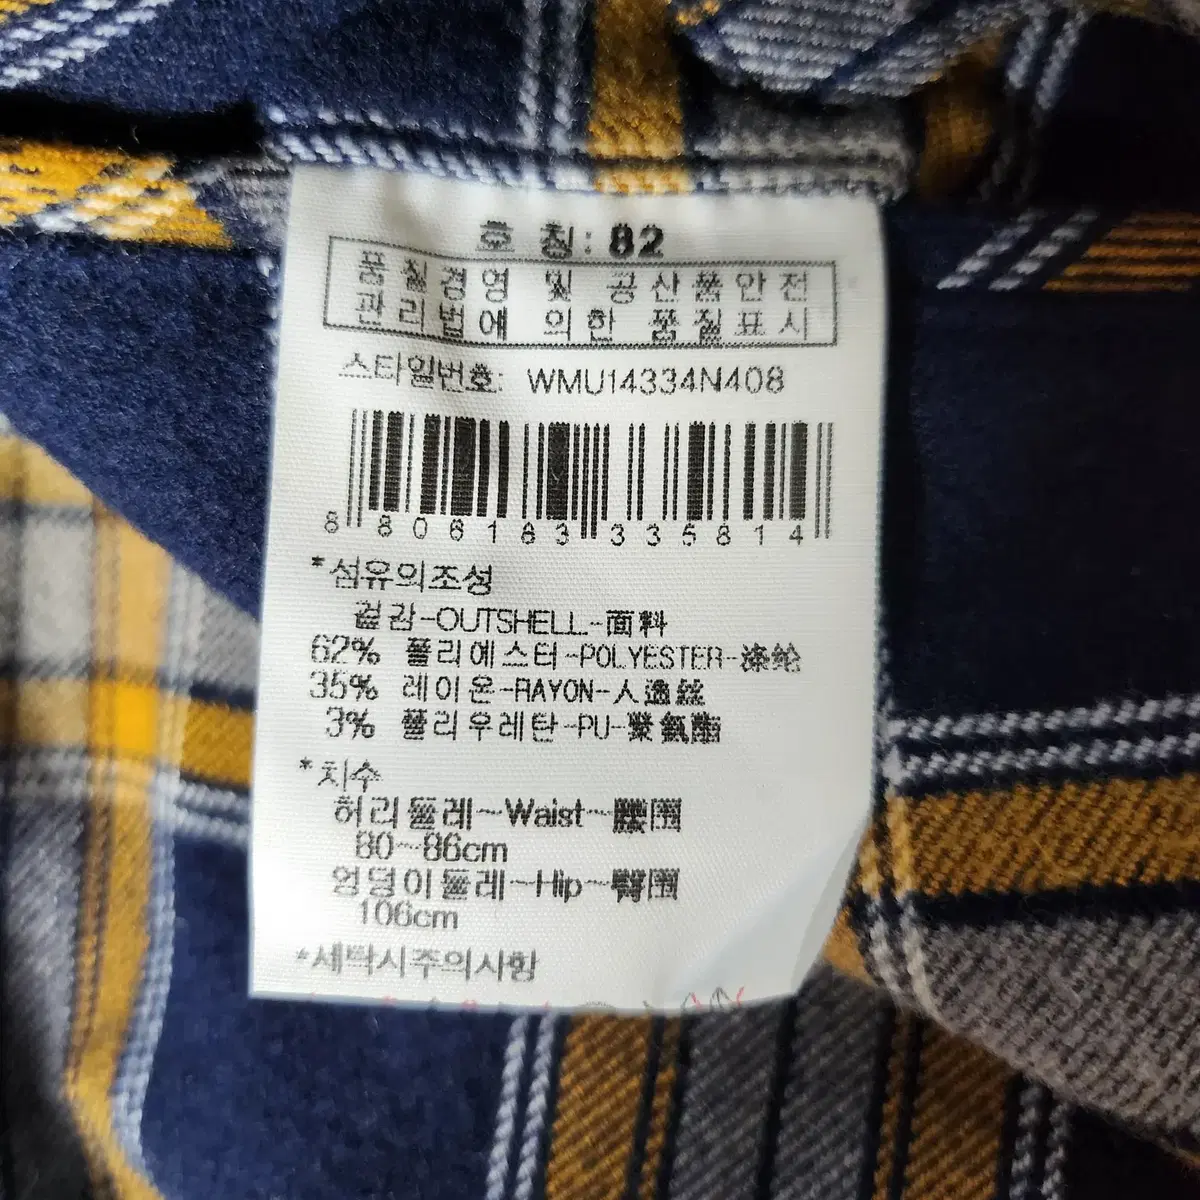 호 칭: 82
품질경영 및 공산품안전
관리법에 의한 품질표시
스타일번호: WMU14334N408
8 806183 335814
*섬유의조성
겉감-OUTSHELL-面料
62% 폴리에스터-POLYESTER-涤纶
35% 레이온-RAYON-人造丝
3% 폴리우레탄-PU-聚氨酯
*치수
허리둘레~Waist~腰围
80~86cm
엉덩이둘레~Hip~臀围
106cm
*세탁시주의사항